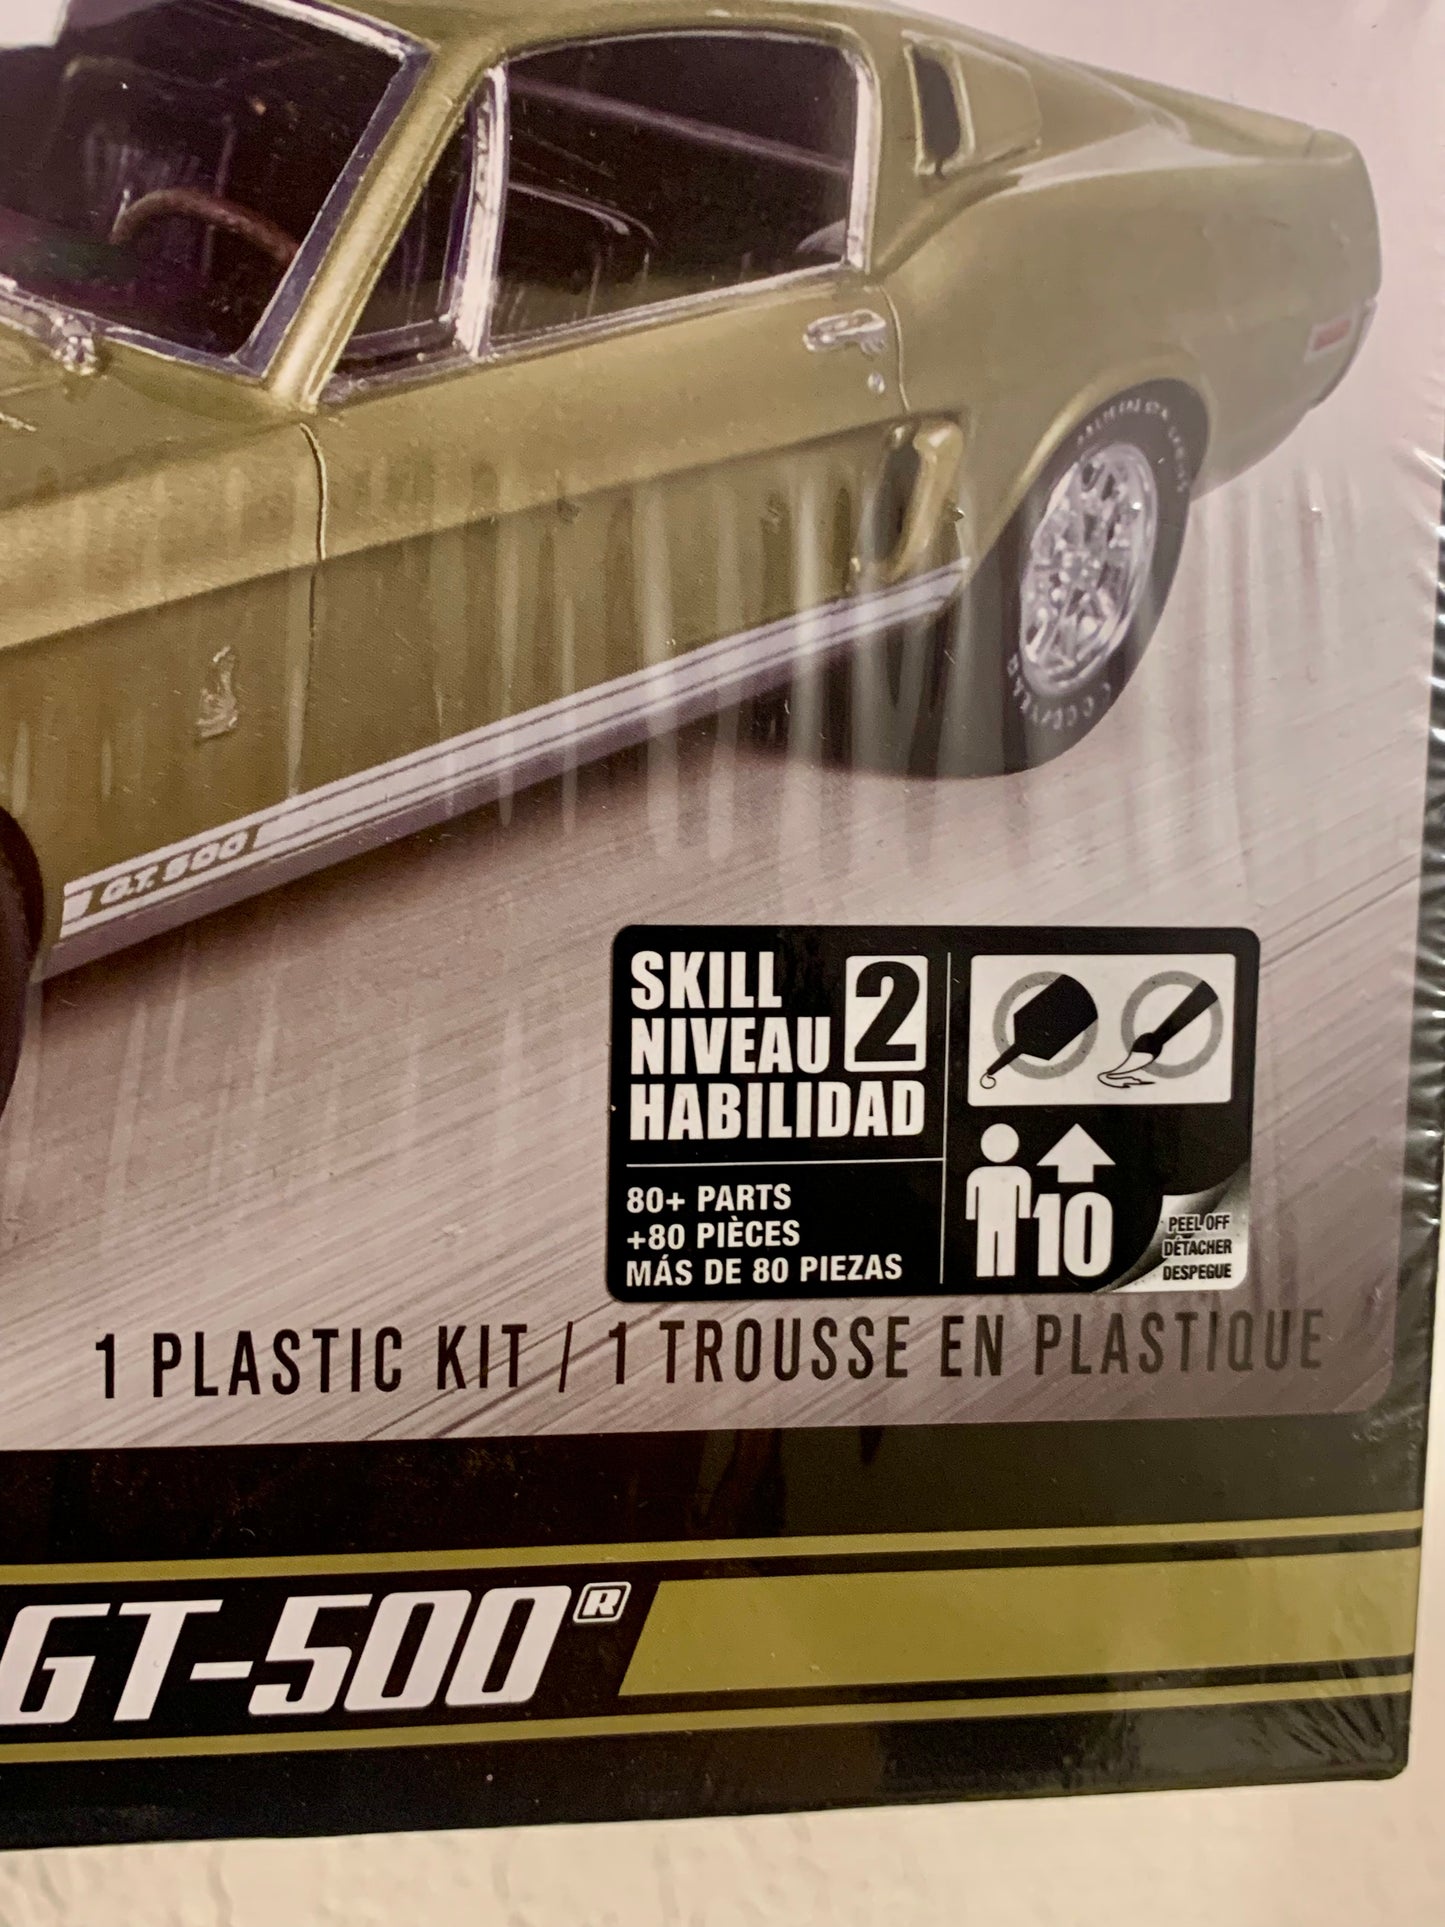 G.T. 500
SKILL
NIVEAU 2
HABILIDAD
80+ PARTS
+80 PIÈCES
MÁS DE 80 PIEZAS
10
PEEL OFF
DÉTACHER
DESPEGUE
1 PLASTIC KIT / 1 TROUSSE EN PLASTIQUE
GT-500®